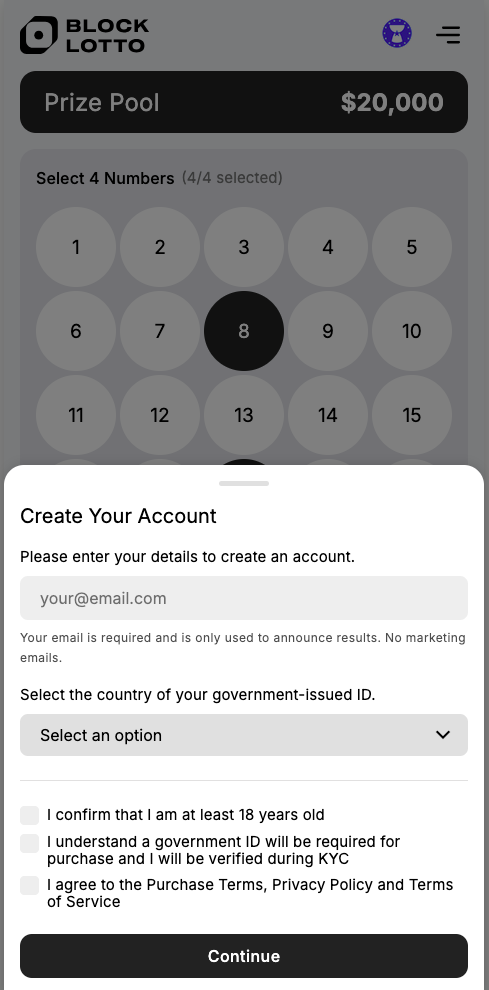 BLOCK
LOTTO
Prize Pool $20,000
Select 4 Numbers (4/4 selected)
1 2 3 4 5
6 7 8 9 10
11 12 13 14 15
Create Your Account
Please enter your details to create an account.
your@email.com
Your email is required and is only used to announce results. No marketing
emails.
Select the country of your government-issued ID.
Select an option
I confirm that I am at least 18 years old
I understand a government ID will be required for
purchase and I will be verified during KYC
I agree to the Purchase Terms, Privacy Policy and Terms
of Service
Continue